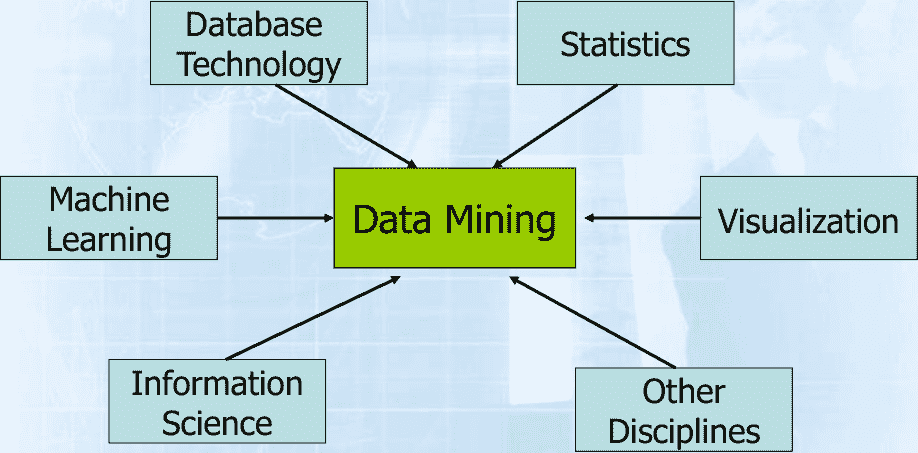 Database
Technology
Statistics
Machine
Learning
Data Mining
Visualization
Information
Science
Other
Disciplines